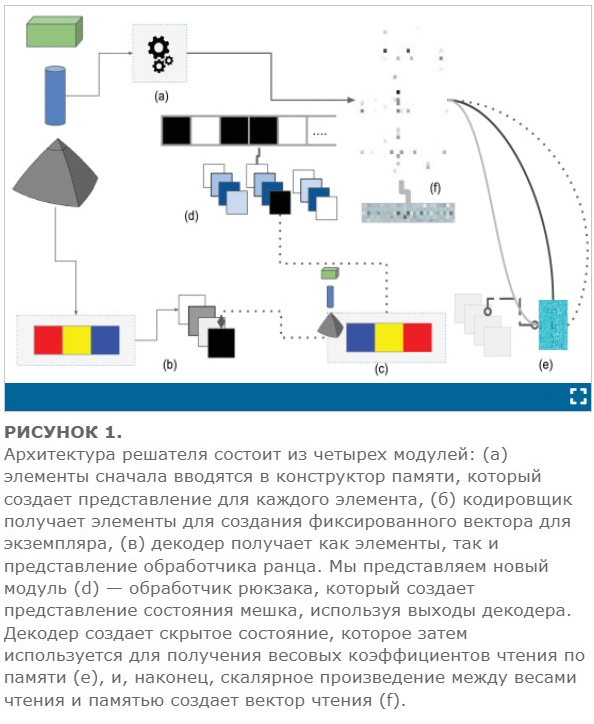 (a)
....
(d)
(f)
(b)
(c)
(e)
РИСУНОК 1.
Архитектура решателя состоит из четырех модулей: (а)
элементы сначала вводятся в конструктор памяти, который
создает представление для каждого элемента, (б) кодировщик
получает элементы для создания фиксированного вектора для
экземпляра, (в) декодер получает как элементы, так и
представление обработчика ранца. Мы представляем новый
модуль (d) — обработчик рюкзака, который создает
представление состояния мешка, используя выходы декодера.
Декодер создает скрытое состояние, которое затем
используется для получения весовых коэффициентов чтения по
памяти (e), и, наконец, скалярное произведение между весами
чтения и памятью создает вектор чтения (f).